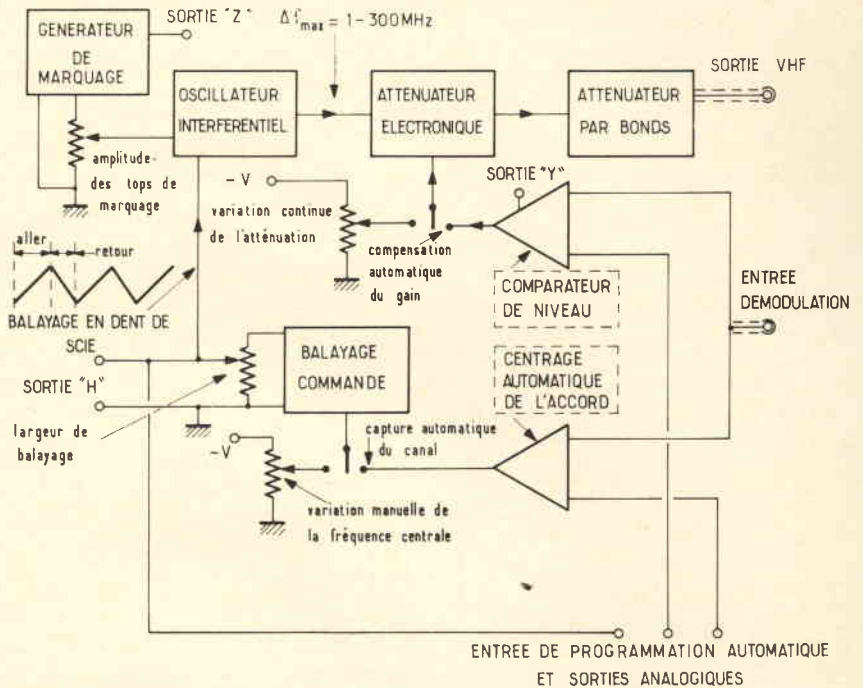 SORTIE "Z"
Δf max = 1-300MHz
GENERATEUR
DE
MARQUAGE
SORTIE VHF
OSCILLATEUR
INTERFERENTIEL
ATTENUATEUR
ELECTRONIQUE
ATTENUATEUR
PAR BONDS
amplitude
des tops de
marquage
SORTIE "Y"
- V
variation continue
de l'atténuation
compensation
automatique
du gain
aller
retour
COMPARATEUR
DE NIVEAU
ENTREE
DEMODULATION
BALAYAGE EN DENT DE
SCIE
BALAYAGE
COMMANDE
CENTRAGE
AUTOMATIQUE
DE L'ACCORD
SORTIE "H"
largeur de
balayage
-V
capture automatique
du canal
variation manuelle de
la fréquence centrale
ENTREE DE PROGRAMMATION AUTOMATIQUE
ET SORTIES ANALOGIQUES